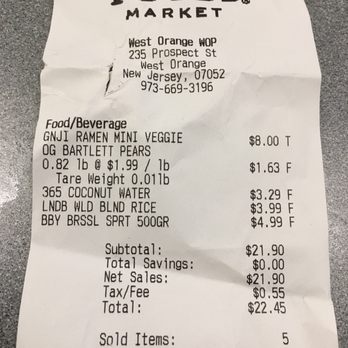 MARKET
West Orange WOP
235 Prospect St
West Orange
New Jersey, 07052
973-669-3196
Food/Beverage
GNJI RAMEN MINI VEGGIE $8.00 T
OG BARTLETT PEARS
0.82 lb @ $1.99 / lb $1.63 F
Tare Weight 0.01lb
365 COCONUT WATER $3.29 F
LNDB WLD BLND RICE $3.99 F
BBY BRSSL SPRT 500GR $4.99 F
Subtotal: $21.90
Total Savings: $0.00
Net Sales: $21.90
Tax/Fee $0.55
Total: $22.45
Sold Items: 5